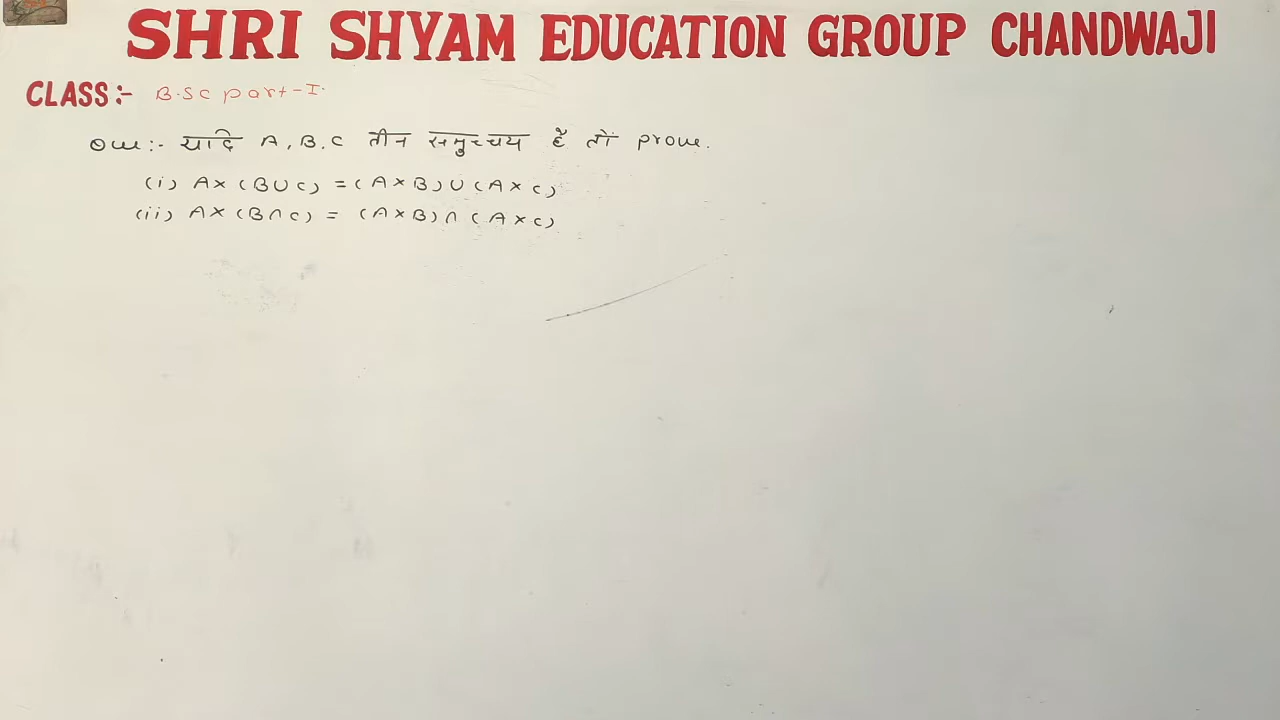 SHRI SHYAM EDUCATION GROUP CHANDWAJI
CLASS:- B.Sc part-I.
Que:- यदि A, B, C तीन समुच्चय है तो prove.
(i) A×(B∪C) =(A×B)∪(A×C)
(ii) A×(B∩C) = (A×B)∩(A×C)